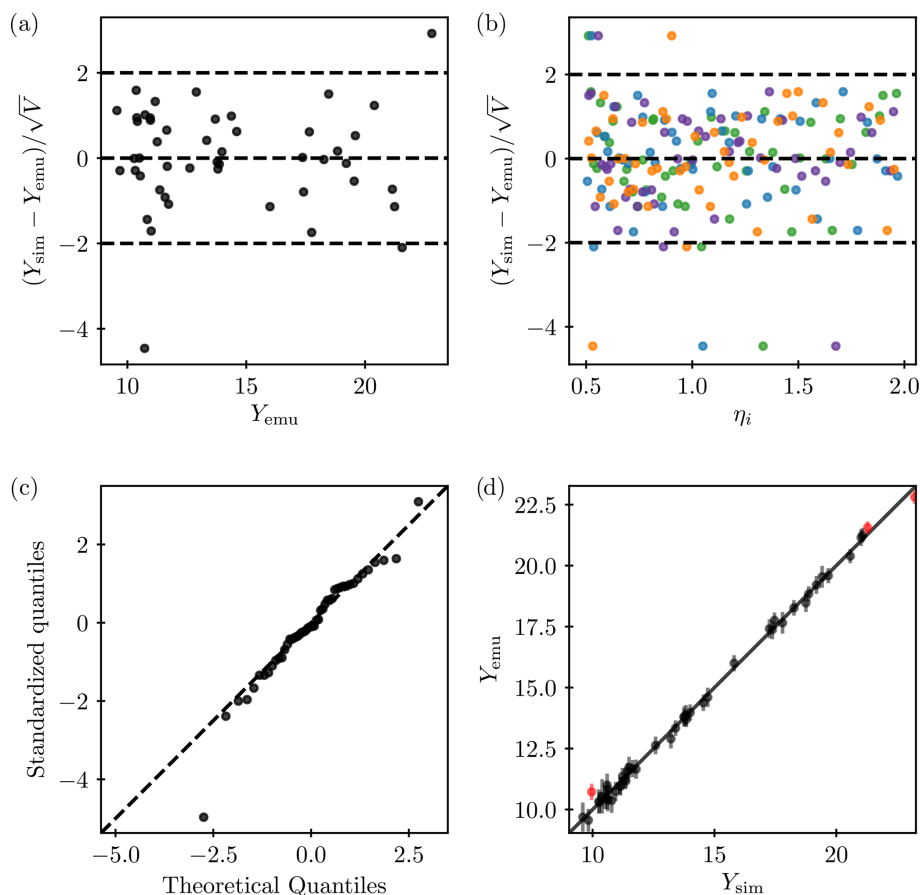 (a)
(Y_sim − Y_emu)/√V
2
0
−2
−4
10
15
20
Y_emu
(b)
(Y_sim − Y_emu)/√V
2
0
−2
−4
0.5
1.0
1.5
2.0
η_i
(c)
Standardized quantiles
2
0
−2
−4
−5.0
−2.5
0.0
2.5
Theoretical Quantiles
(d)
Y_emu
22.5
20.0
17.5
15.0
12.5
10.0
10
15
20
Y_sim